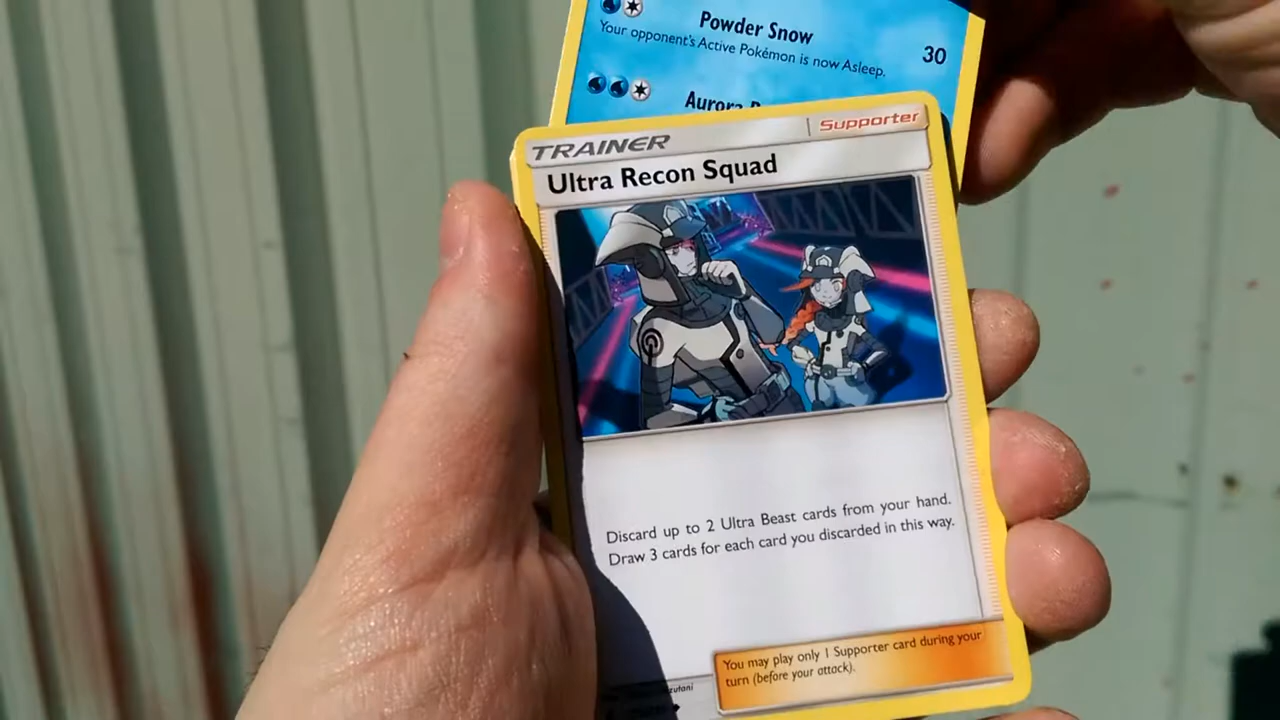 Powder Snow
30
Your opponent's Active Pokémon is now Asleep.
Aurora
TRAINER
Supporter
Ultra Recon Squad
Discard up to 2 Ultra Beast cards from your hand.
Draw 3 cards for each card you discarded in this way.
You may play only 1 Supporter card during your
turn (before your attack).